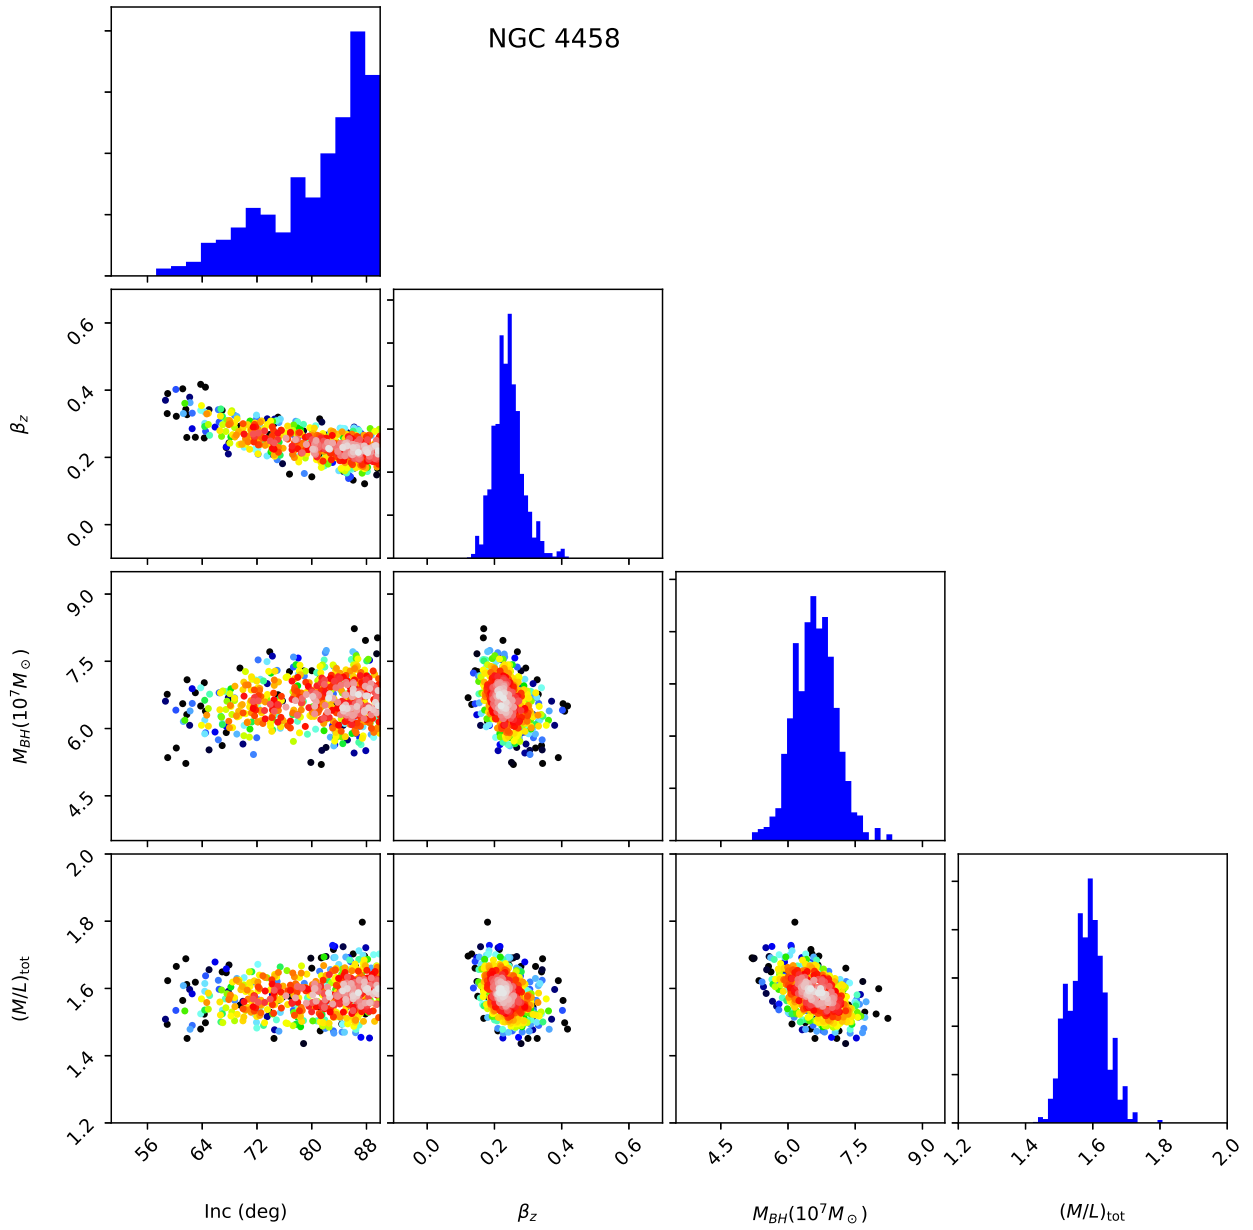 NGC 4458
β_z
0.6
0.4
0.2
0.0
M_BH(10^7 M_⊙)
9.0
7.5
6.0
4.5
(M/L)_tot
2.0
1.8
1.6
1.4
1.2
56 64 72 80 88
0.0 0.2 0.4 0.6
4.5 6.0 7.5 9.0
1.2 1.4 1.6 1.8 2.0
Inc (deg)
β_z
M_BH(10^7 M_⊙)
(M/L)_tot